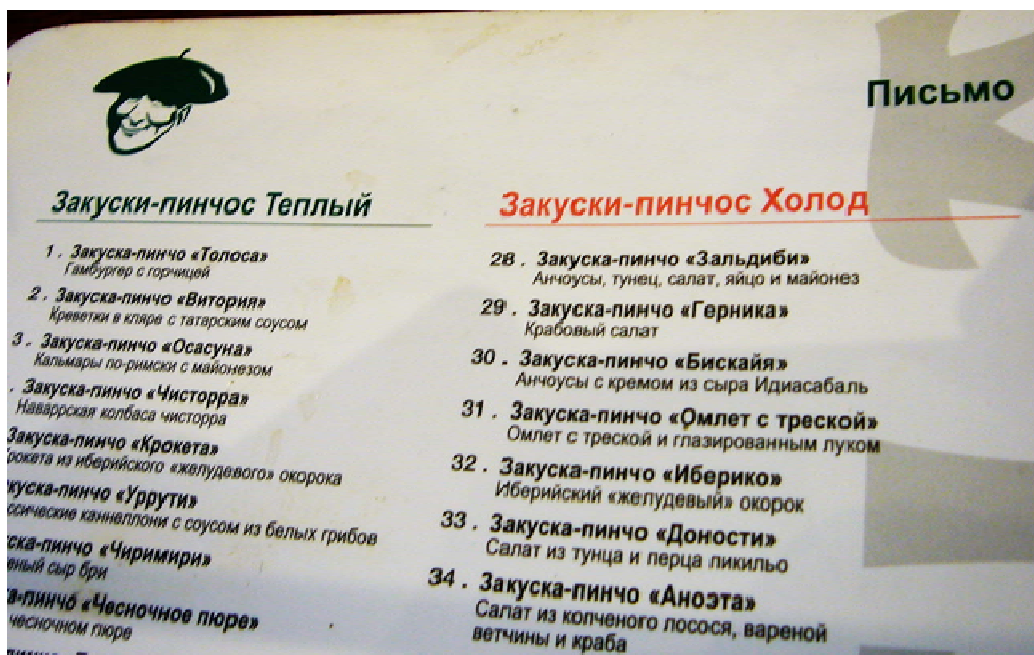 Письмо
Закуски-пинчос Теплый
1. Закуска-пинчо «Толоса»
Гамбургер с горчицей
2. Закуска-пинчо «Витория»
Креветки в кляре с татарским соусом
3. Закуска-пинчо «Осасуна»
Кальмары по-римски с майонезом
. Закуска-пинчо «Чисторра»
Наваррская колбаса чисторра
Закуска-пинчо «Крокета»
из иберийского «желудевого» окорока
-пинчо «Уррути»
каннеллони с соусом из белых грибов
-пинчо «Чиримири»
сыр бри
-пинчо «Чесночное пюре»
чесночном пюре
Закуски-пинчос Холод
28. Закуска-пинчо «Зальдиби»
Анчоусы, тунец, салат, яйцо и майонез
29. Закуска-пинчо «Герника»
Крабовый салат
30. Закуска-пинчо «Бискайя»
Анчоусы с кремом из сыра Идиасабаль
31. Закуска-пинчо «Омлет с треской»
Омлет с треской и глазированным луком
32. Закуска-пинчо «Иберико»
Иберийский «желудевый» окорок
33. Закуска-пинчо «Доности»
Салат из тунца и перца пикильо
34. Закуска-пинчо «Аноэта»
Салат из копченого лосося, вареной
ветчины и краба